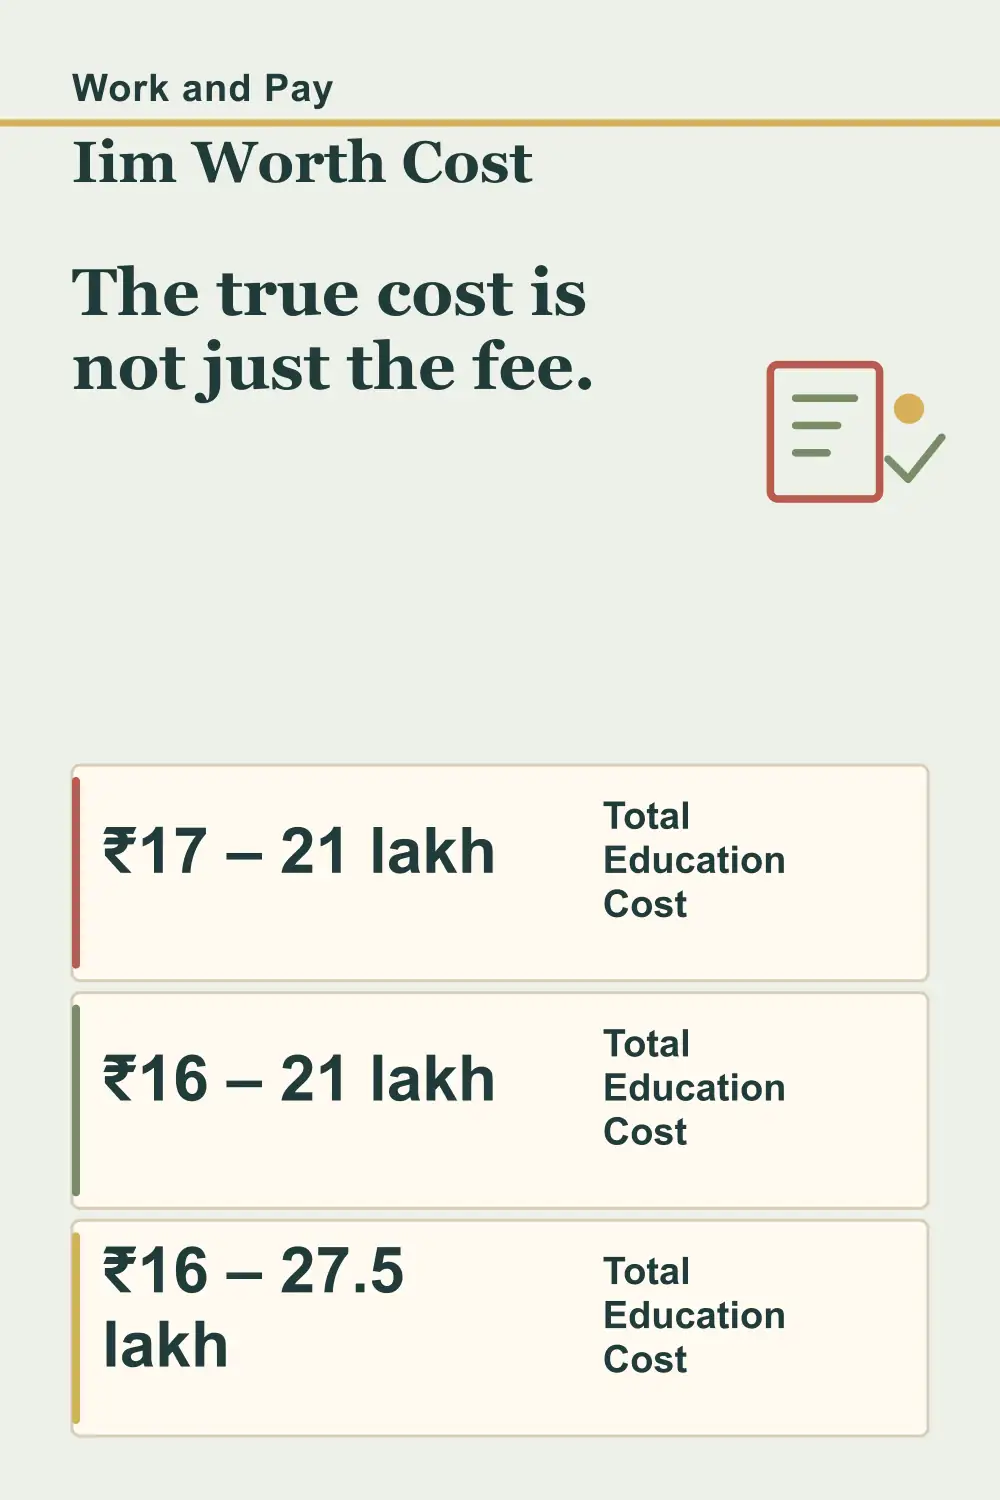 Work and Pay
Iim Worth Cost
The true cost is
not just the fee.
₹17 – 21 lakh
Total
Education
Cost
₹16 – 21 lakh
Total
Education
Cost
₹16 – 27.5
lakh
Total
Education
Cost